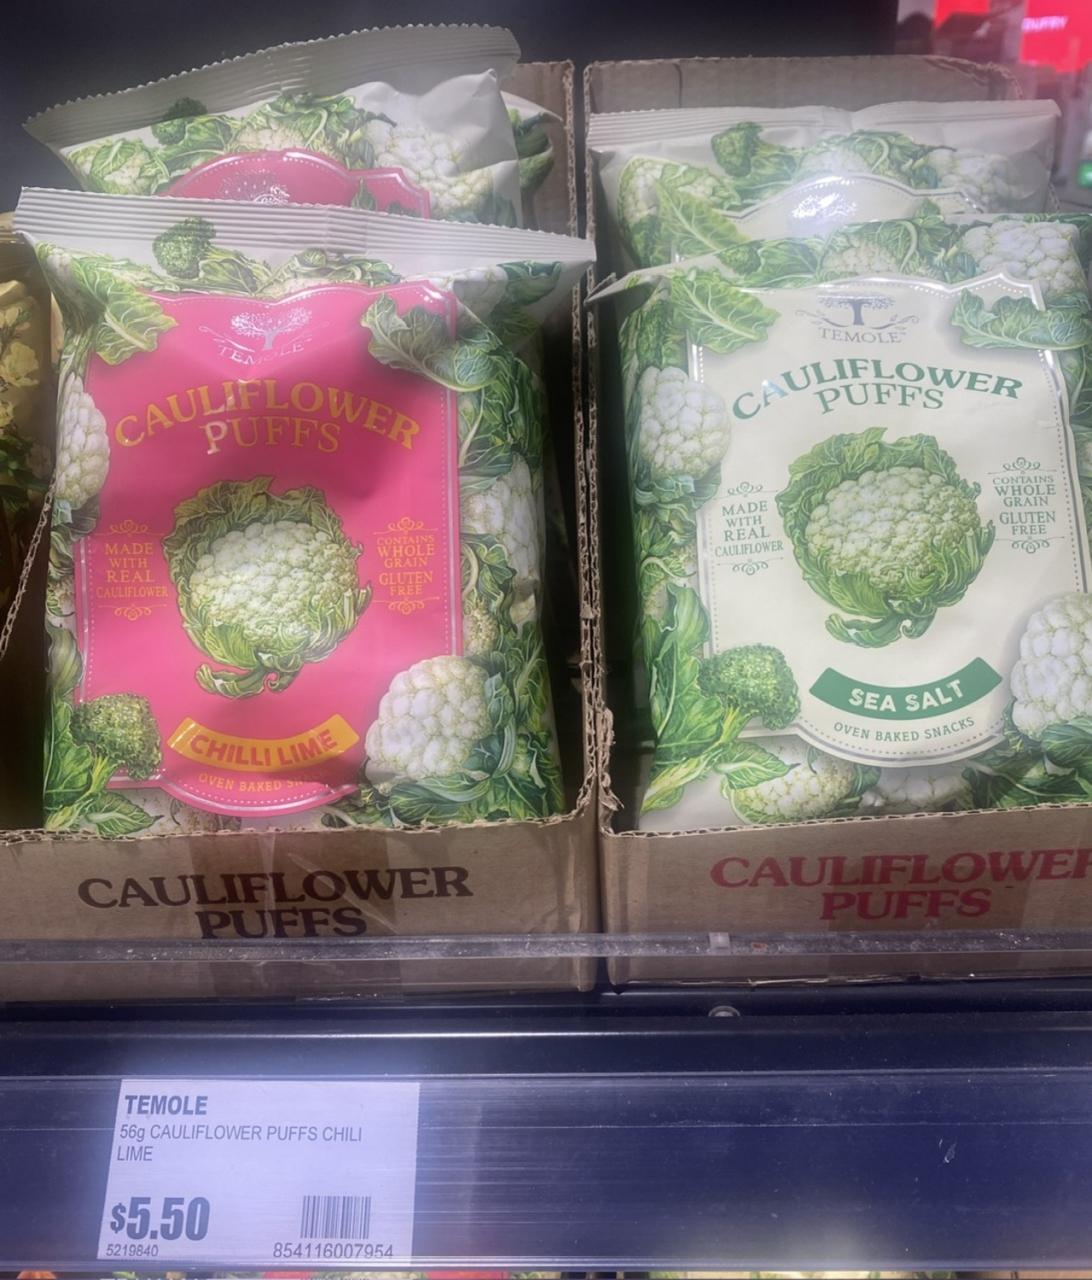 TEMOLE
CAULIFLOWER
PUFFS
MADE
WITH
REAL
CAULIFLOWER
CONTAINS
WHOLE
GRAIN
GLUTEN
FREE
CHILLI LIME
OVEN BAKED
TEMOLE
CAULIFLOWER
PUFFS
MADE
WITH
REAL
CAULIFLOWER
CONTAINS
WHOLE
GRAIN
GLUTEN
FREE
SEA SALT
OVEN BAKED SNACKS
CAULIFLOWER
PUFFS
CAULIFLOWER
PUFFS
TEMOLE
56g CAULIFLOWER PUFFS CHILI
LIME
$5.50
5219840
854116007954